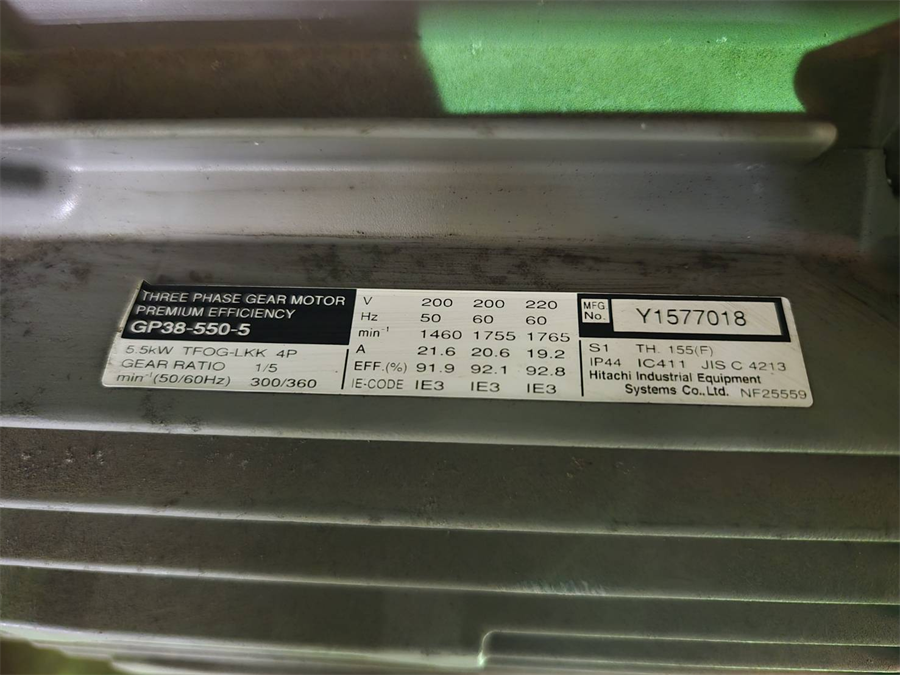 THREE PHASE GEAR MOTOR
PREMIUM EFFICIENCY
GP38-550-5
5.5kW TFOG-LKK 4P
GEAR RATIO 1/5
min⁻¹(50/60Hz) 300/360
V 200 200 220
Hz 50 60 60
min⁻¹ 1460 1755 1765
A 21.6 20.6 19.2
EFF.(%) 91.9 92.1 92.8
IE-CODE IE3 IE3 IE3
MFG No. Y1577018
S1 TH. 155(F)
IP44 IC411 JIS C 4213
Hitachi Industrial Equipment
Systems Co.,Ltd. NF25559